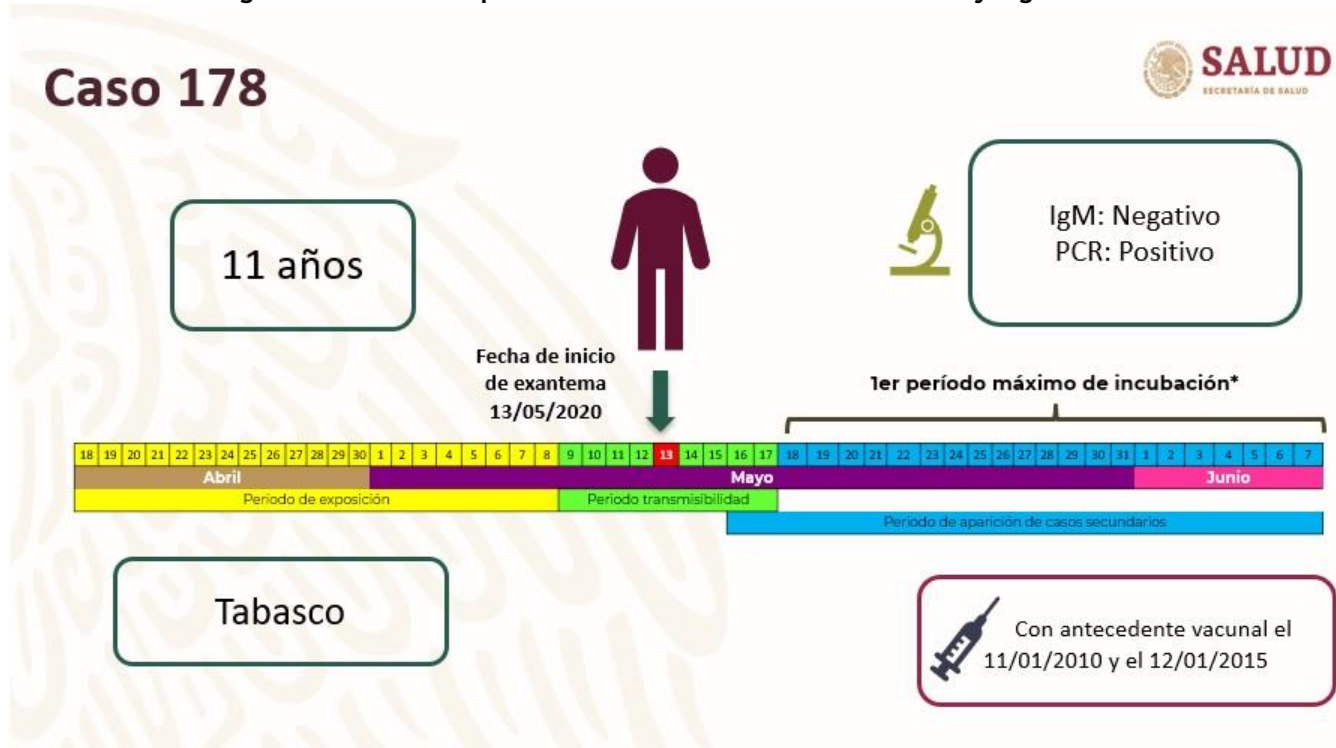 Caso 178
SALUD
SECRETARÍA DE SALUD
11 años
IgM: Negativo
PCR: Positivo
Fecha de inicio
de exantema
13/05/2020
1er período máximo de incubación*
18 19 20 21 22 23 24 25 26 27 28 29 30 1 2 3 4 5 6 7 8 9 10 11 12 13 14 15 16 17 18 19 20 21 22 23 24 25 26 27 28 29 30 31 1 2 3 4 5 6 7
Abril Mayo Junio
Periodo de exposición Periodo transmisibilidad
Periodo de aparición de casos secundarios
Tabasco
Con antecedente vacunal el
11/01/2010 y el 12/01/2015